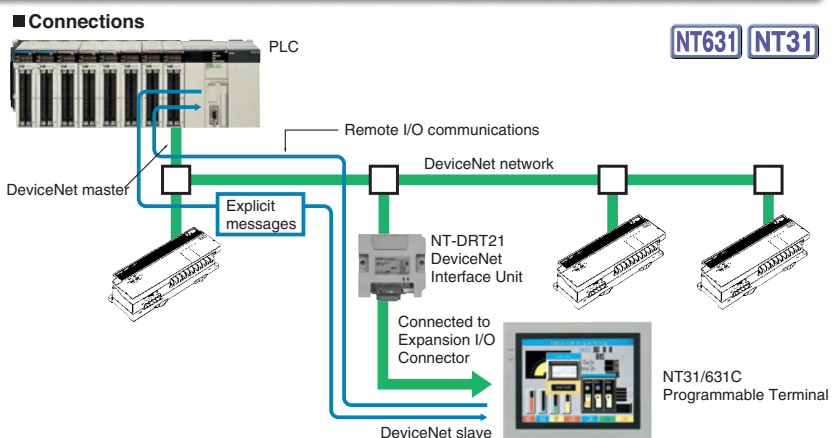 ■Connections
PLC
NT631 NT31
Remote I/O communications
DeviceNet network
DeviceNet master
Explicit
messages
NT-DRT21
DeviceNet
Interface Unit
Connected to
Expansion I/O
Connector
NT31/631C
Programmable Terminal
DeviceNet slave